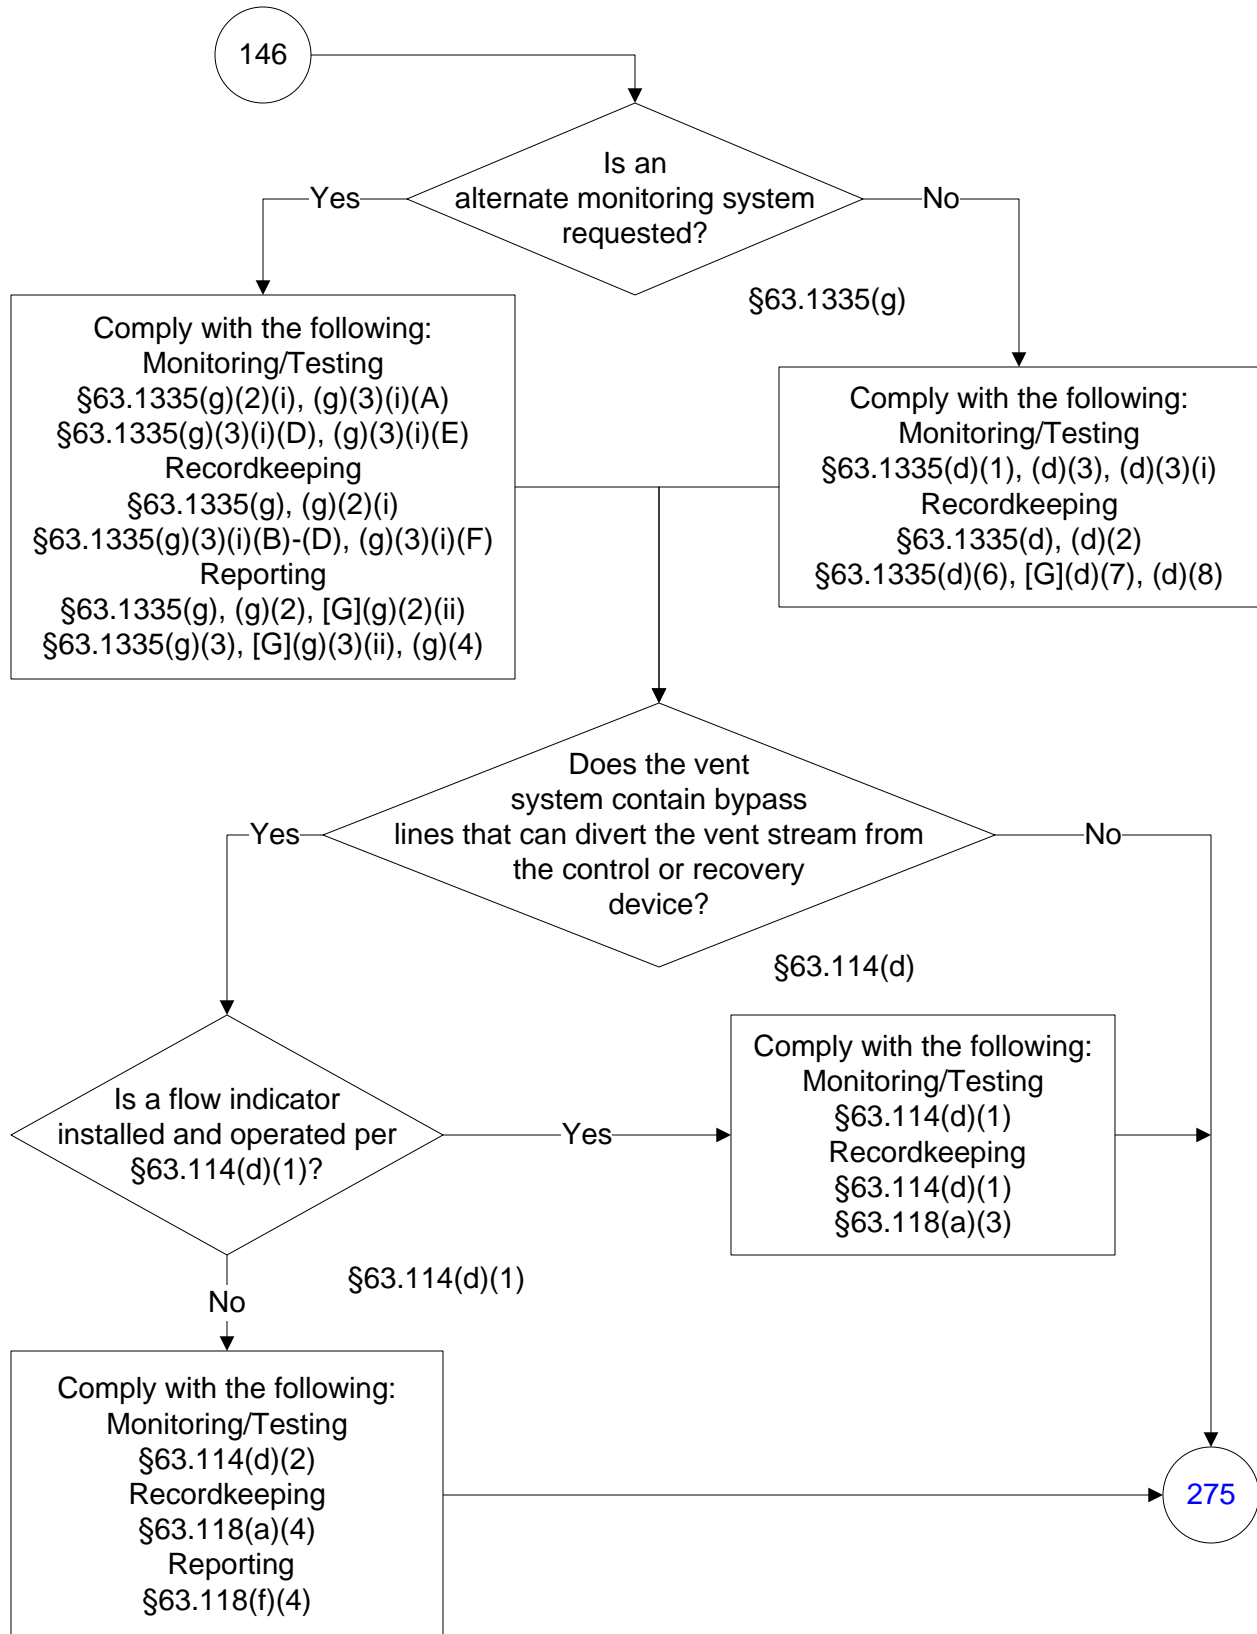 146
Is an
alternate monitoring system
requested?
Yes
No
§63.1335(g)
Comply with the following:
Monitoring/Testing
§63.1335(g)(2)(i), (g)(3)(i)(A)
§63.1335(g)(3)(i)(D), (g)(3)(i)(E)
Recordkeeping
§63.1335(g), (g)(2)(i)
§63.1335(g)(3)(i)(B)-(D), (g)(3)(i)(F)
Reporting
§63.1335(g), (g)(2), [G](g)(2)(ii)
§63.1335(g)(3), [G](g)(3)(ii), (g)(4)
Comply with the following:
Monitoring/Testing
§63.1335(d)(1), (d)(3), (d)(3)(i)
Recordkeeping
§63.1335(d), (d)(2)
§63.1335(d)(6), [G](d)(7), (d)(8)
Does the vent
system contain bypass
lines that can divert the vent stream from
the control or recovery
device?
Yes
No
§63.114(d)
Is a flow indicator
installed and operated per
§63.114(d)(1)?
Yes
Comply with the following:
Monitoring/Testing
§63.114(d)(1)
Recordkeeping
§63.114(d)(1)
§63.118(a)(3)
§63.114(d)(1)
No
Comply with the following:
Monitoring/Testing
§63.114(d)(2)
Recordkeeping
§63.118(a)(4)
Reporting
§63.118(f)(4)
275